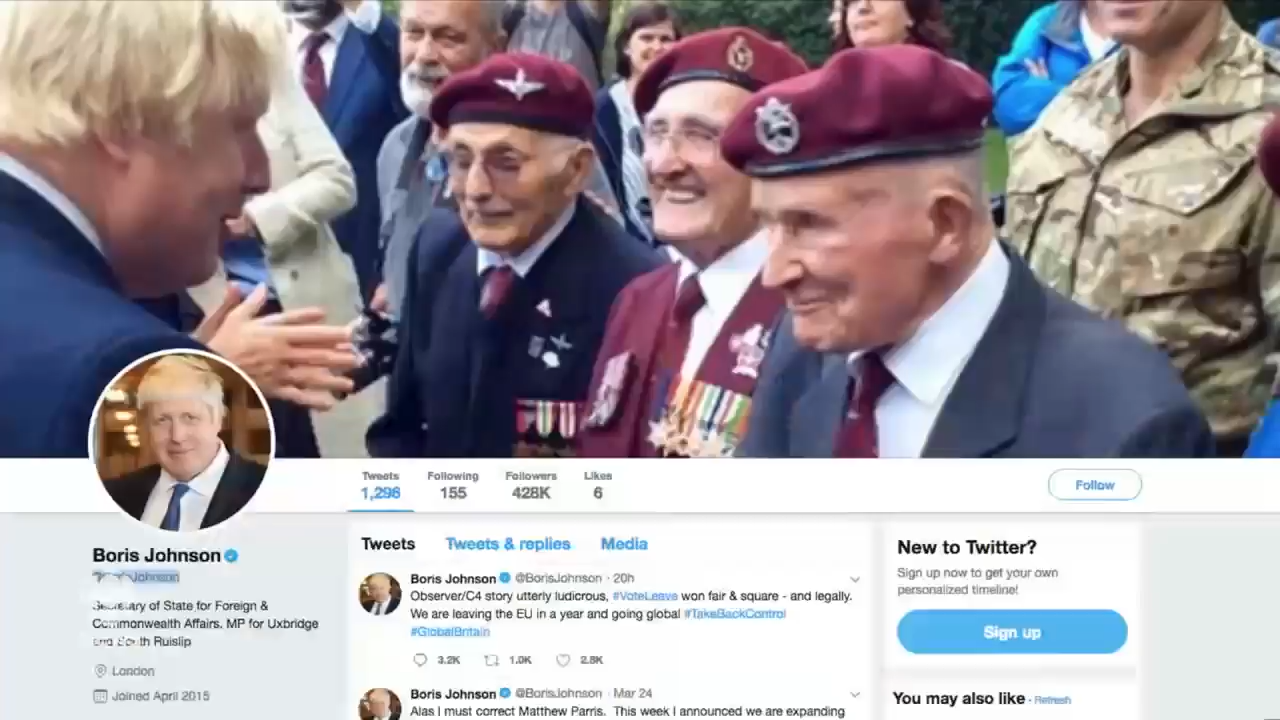 Tweets Following Followers Likes
1,296 155 428K 6
Follow
Boris Johnson
Secretary of State for Foreign &
Commonwealth Affairs. MP for Uxbridge
and South Ruislip
London
Joined April 2015
Tweets Tweets & replies Media
Boris Johnson @BorisJohnson · 20h
Observer/C4 story utterly ludicrous, #VoteLeave won fair & square - and legally.
We are leaving the EU in a year and going global #TakeBackControl
#GlobalBritain
3.2K 1.0K 2.8K
Boris Johnson @BorisJohnson · Mar 24
Alas I must correct Matthew Parris. This week I announced we are expanding
New to Twitter?
Sign up now to get your own
personalized timeline!
Sign up
You may also like · Refresh